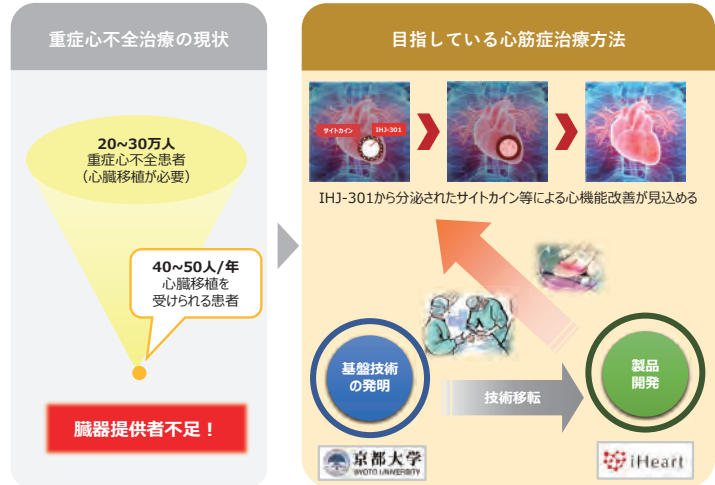 重症心不全治療の現状
20~30万人
重症心不全患者
（心臓移植が必要）
40~50人/年
心臓移植を
受けられる患者
臓器提供者不足！
目指している心筋症治療方法
サイトカイン
IHJ-301
IHJ-301から分泌されたサイトカイン等による心機能改善が見込める
基盤技術
の発明
技術移転
製品
開発
京都大学
KYOTO UNIVERSITY
iHeart